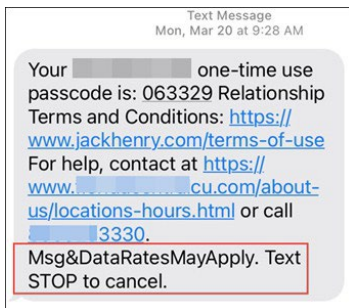 Text Message
Mon, Mar 20 at 9:28 AM
Your one-time use
passcode is: 063329 Relationship
Terms and Conditions: https://
www.jackhenry.com/terms-of-use
For help, contact at https://
www. cu.com/about-
us/locations-hours.html or call
3330.
Msg&DataRatesMayApply. Text
STOP to cancel.